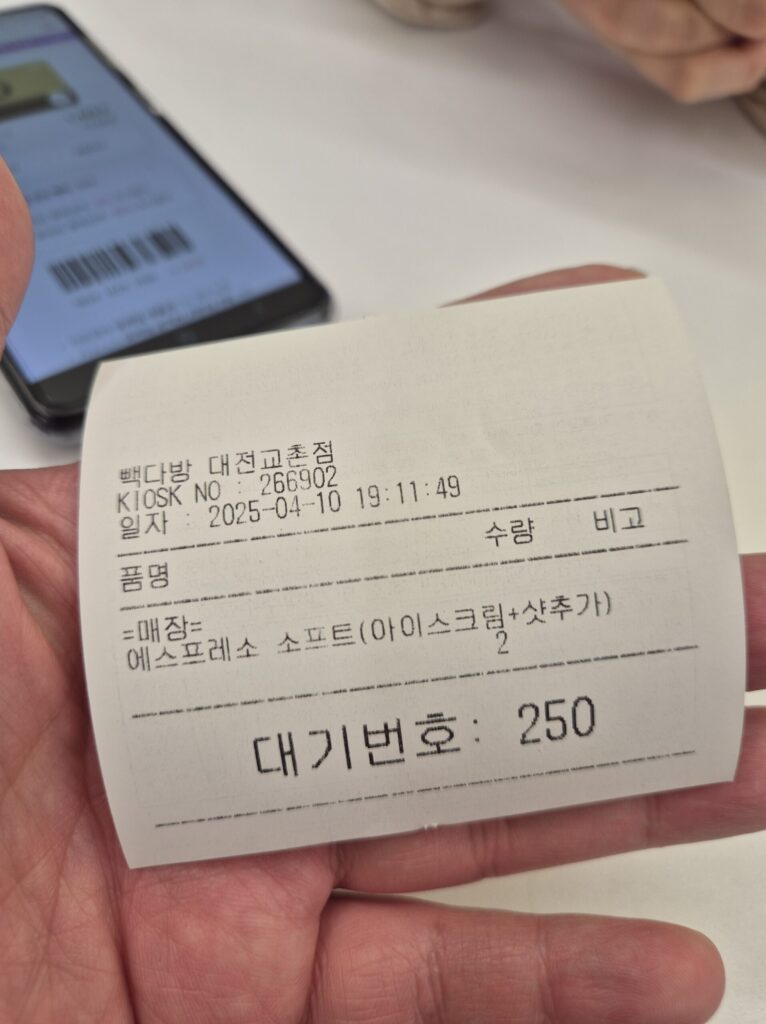 빽다방 대전교촌점
KIOSK NO : 266902
일자 : 2025-04-10 19:11:49
수량 비고
품명
=매장=
에스프레소 소프트(아이스크림+샷추가)
2
대기번호: 250